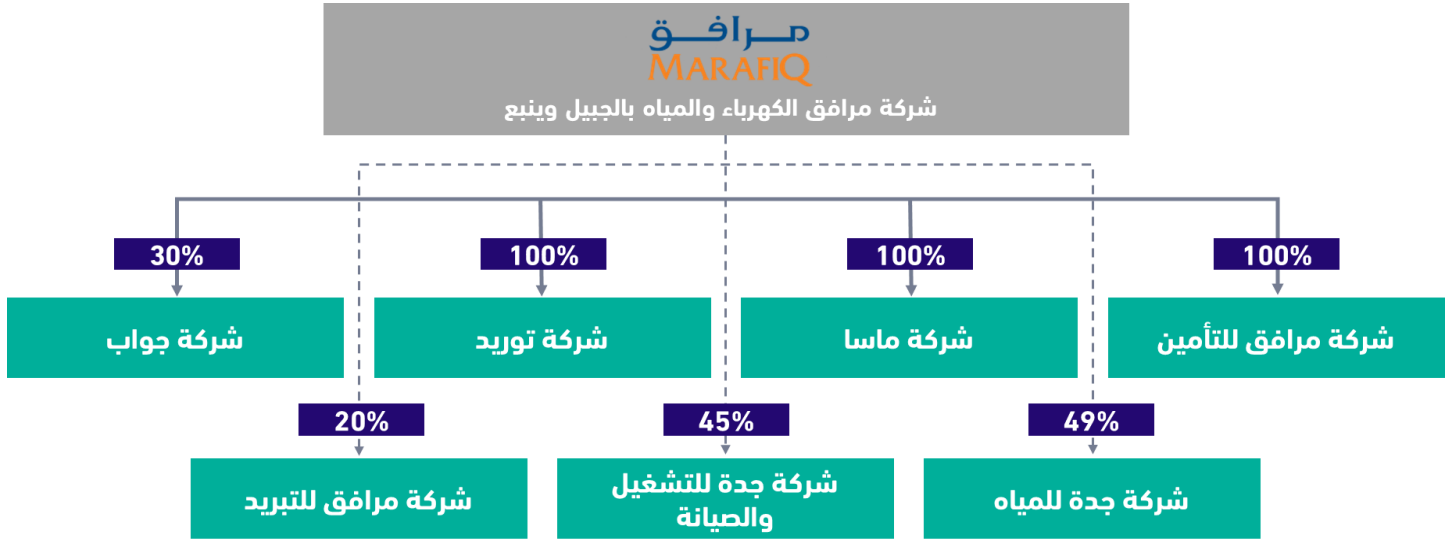 مرافق
MARAFIQ
شركة مرافق الكهرباء والمياه بالجبيل وينبع
100%
100%
100%
30%
شركة مرافق للتأمين
شركة ماسا
شركة توريد
شركة جواب
49%
45%
20%
شركة جدة للمياه
شركة جدة للتشغيل
والصيانة
شركة مرافق للتبريد